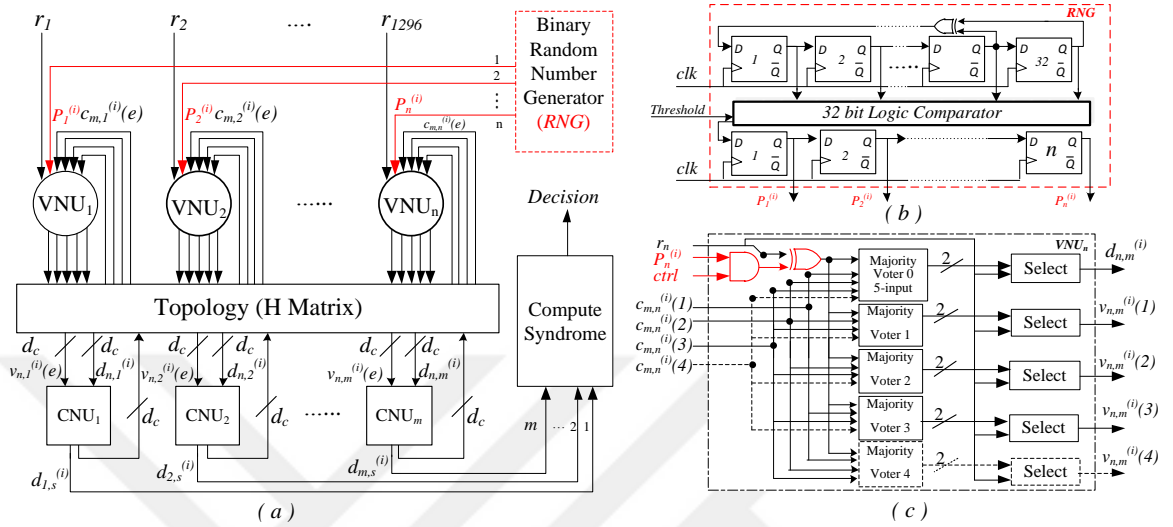 r1 r2 .... r1296
Binary
Random
Number
Generator
(RNG)
1
2
⋮
n
P1(i) cm,1(i)(e)
P2(i) cm,2(i)(e)
Pn(i)
cm,n(i)(e)
VNU1 VNU2 ...... VNUn
Decision
Topology (H Matrix)
Compute
Syndrome
dc dc dc dc dc dc
vn,1(i)(e) dn,1(i) vn,2(i)(e) dn,2(i) vn,m(i)(e) dn,m(i)
CNU1 dc CNU2 dc ...... CNUm dc
m ... 2 1
d1,s(i) d2,s(i) dm,s(i)
( a )
RNG
D Q D Q D Q D Q
1 2 ..... 32
Q Q Q Q
clk
Threshold
32 bit Logic Comparator
D Q D Q D Q
1 2 n
Q Q Q
clk
P1(i) P2(i) Pn(i)
( b )
rn
Pn(i)
ctrl
cm,n(i)(1)
cm,n(i)(2)
cm,n(i)(3)
cm,n(i)(4)
VNUn
Majority
Voter 0
5-input
2
Select
dn,m(i)
Majority
Voter 1
2
Select
vn,m(i)(1)
Majority
Voter 2
2
Select
vn,m(i)(2)
Majority
Voter 3
2
Select
vn,m(i)(3)
Majority
Voter 4
2
Select
vn,m(i)(4)
( c )